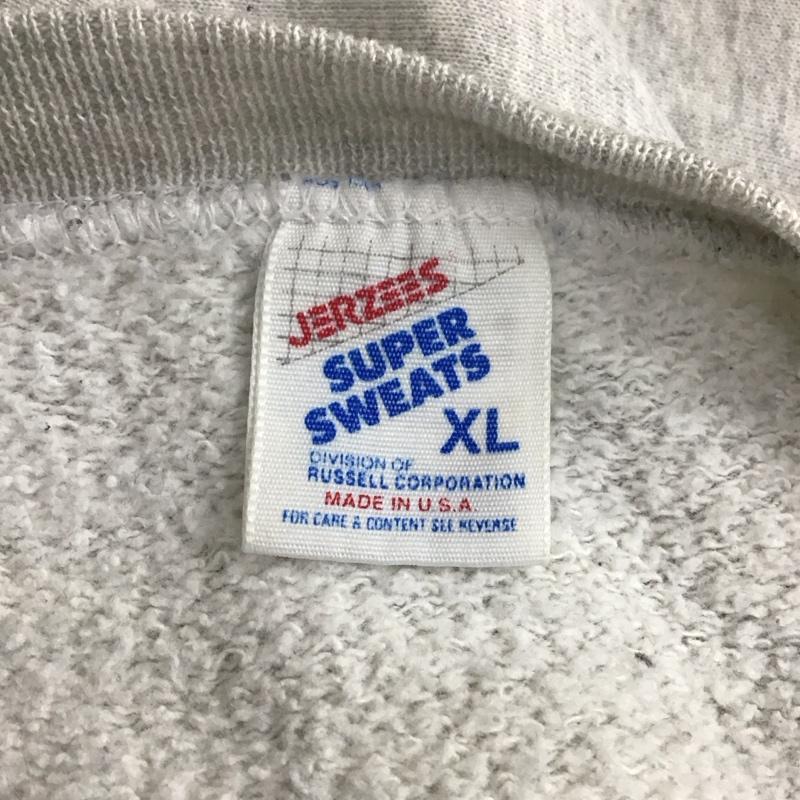 JERZEES
SUPER
SWEATS
XL
DIVISION OF
RUSSELL CORPORATION
MADE IN U.S.A.
FOR CARE & CONTENT SEE REVERSE